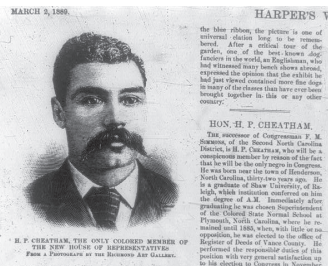 MARCH 2, 1889.
HARPER'S W
H. P. CHEATHAM, THE ONLY COLORED MEMBER OF
THE NEW HOUSE OF REPRESENTATIVES
FROM A PHOTOGRAPH BY THE RICHMOND ART GALLERY.
the blue ribbon, the picture is one of
universal elation long to be remem-
bered. After a critical tour of the
garden, one of the best-known dog-
fanciers in the world, an Englishman, who
had witnessed many bench shows abroad,
expressed the opinion that the exhibit he
had just viewed contained more fine dogs
in many of the classes than have ever been
brought together in this or any other
country.
HON. H. P. CHEATHAM.
THE successor of Congressman F. M.
SIMMONS, of the Second North Carolina
District, is H. P. CHEATHAM, who will be a
conspicuous member by reason of the fact
that he will be the only negro in Congress.
He was born near the town of Henderson,
North Carolina, thirty-two years ago. He
is a graduate of Shaw University, of Ra-
leigh, which institution conferred on him
the degree of A.M. Immediately after
graduating he was chosen Superintendent
of the Colored State Normal School at
Plymouth, North Carolina, where he re-
mained until 1883, when, with little or no
opposition, he was elected to the office of
Register of Deeds of Vance County. He
performed the responsible duties of this
position with very general satisfaction up
to his election to Congress in November